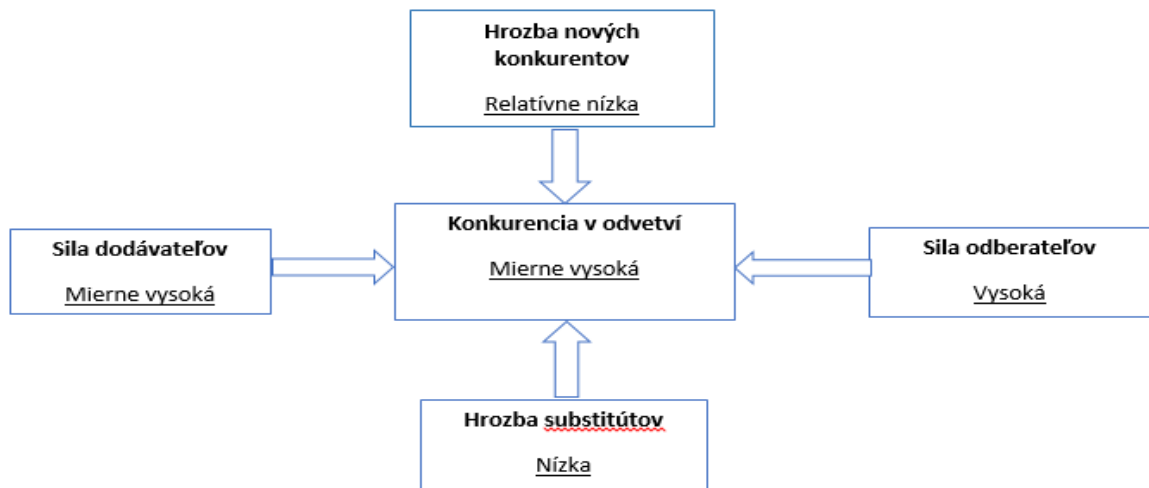 Hrozba nových
konkurentov
Relatívne nízka
Konkurencia v odvetví
Mierne vysoká
Sila dodávateľov
Mierne vysoká
Sila odberateľov
Vysoká
Hrozba substitútov
Nízka